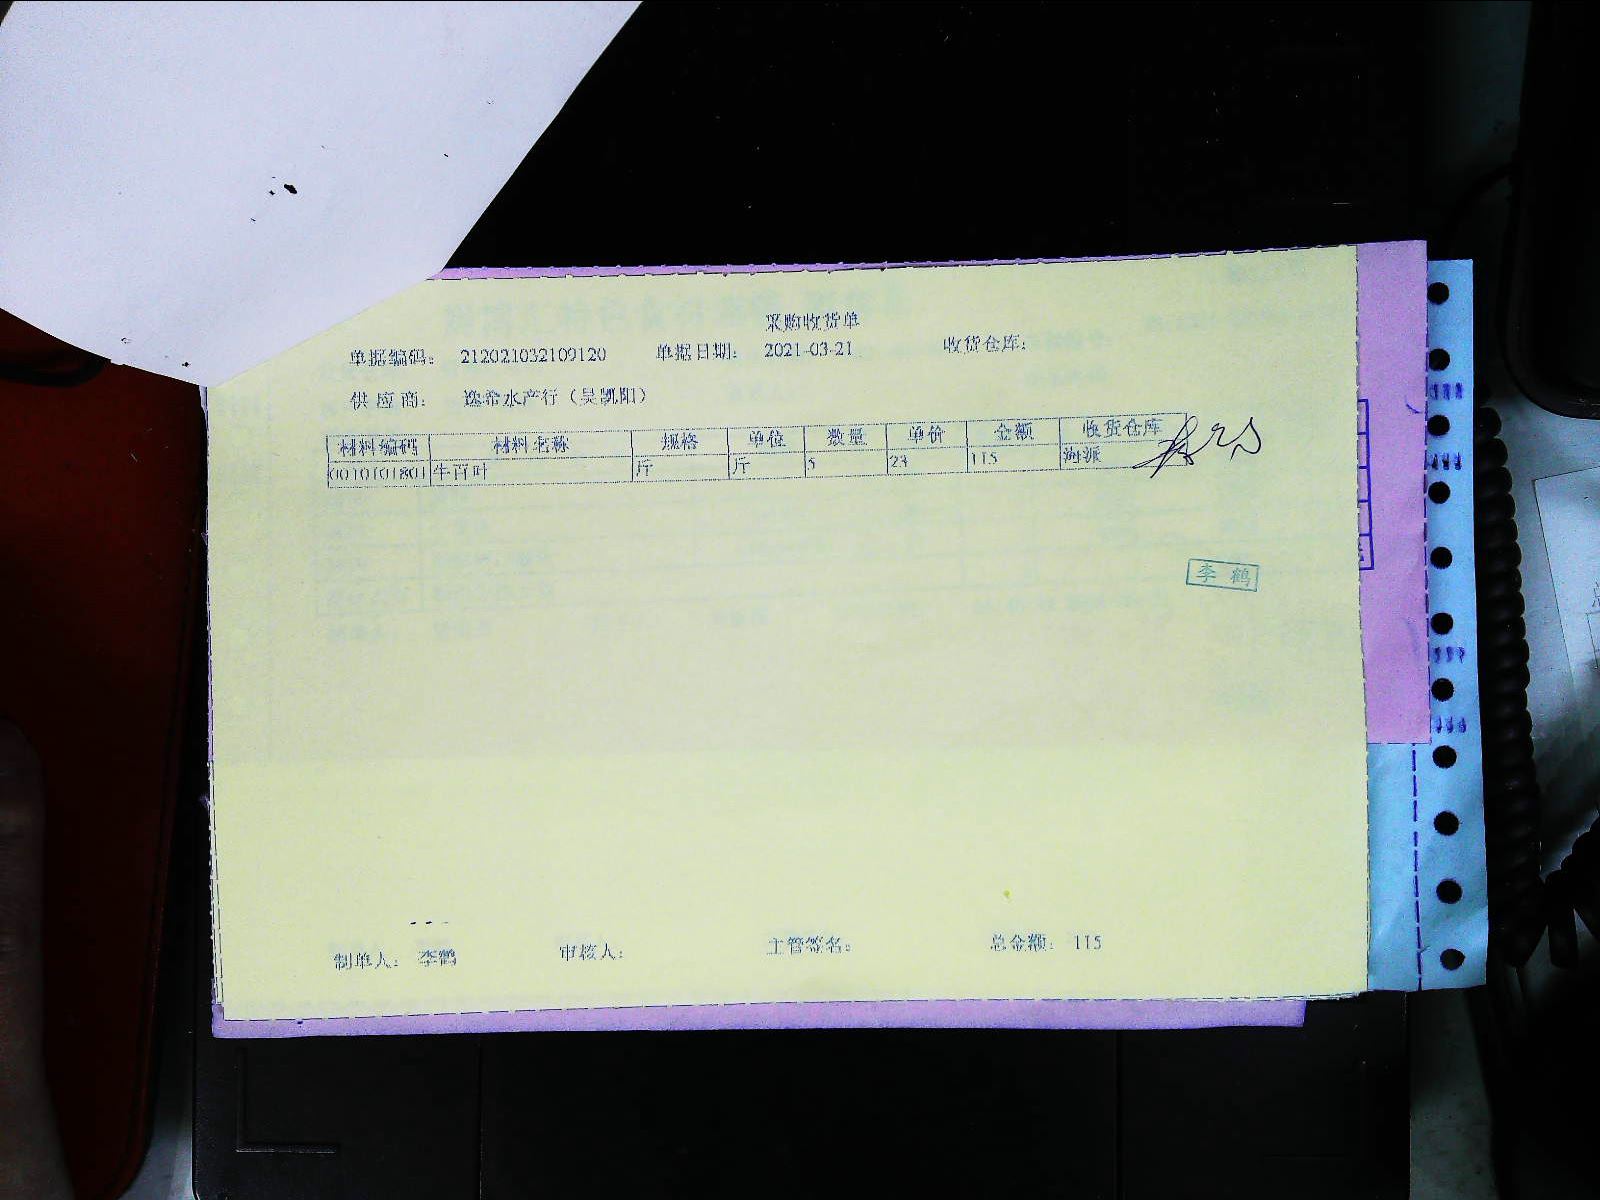 采购收货单
单据编码： 212021032109120 单据日期： 2021-03-21 收货仓库：
供应商： 逸希水产行（吴凯阳）
材料编码 材料名称 规格 单位 数量 单价 金额 收货仓库
0010101801 牛百叶 斤 斤 5 23 115 海派
李鹤
制单人： 李鹤 审核人： 主管签名： 总金额： 115